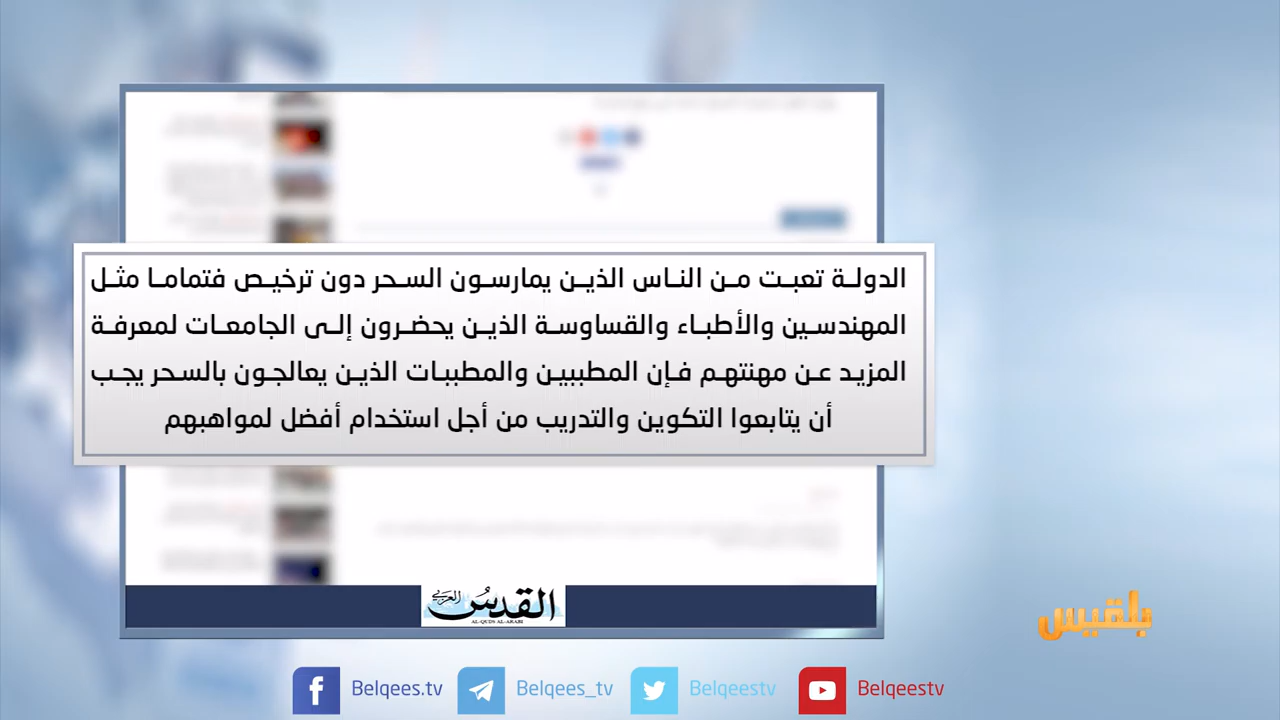 الدولة تعبت من الناس الذين يمارسون السحر دون ترخيص فتماما مثل
المهندسين والأطباء والقساوسة الذين يحضرون إلى الجامعات لمعرفة
المزيد عن مهنتهم فإن المطببين والمطببات الذين يعالجون بالسحر يجب
أن يتابعوا التكوين والتدريب من أجل استخدام أفضل لمواهبهم
القدس العربي
AL-QUDS AL-ARABI
بلقيس
Belqees.tv
Belqees_tv
Belqeestv
Belqeestv